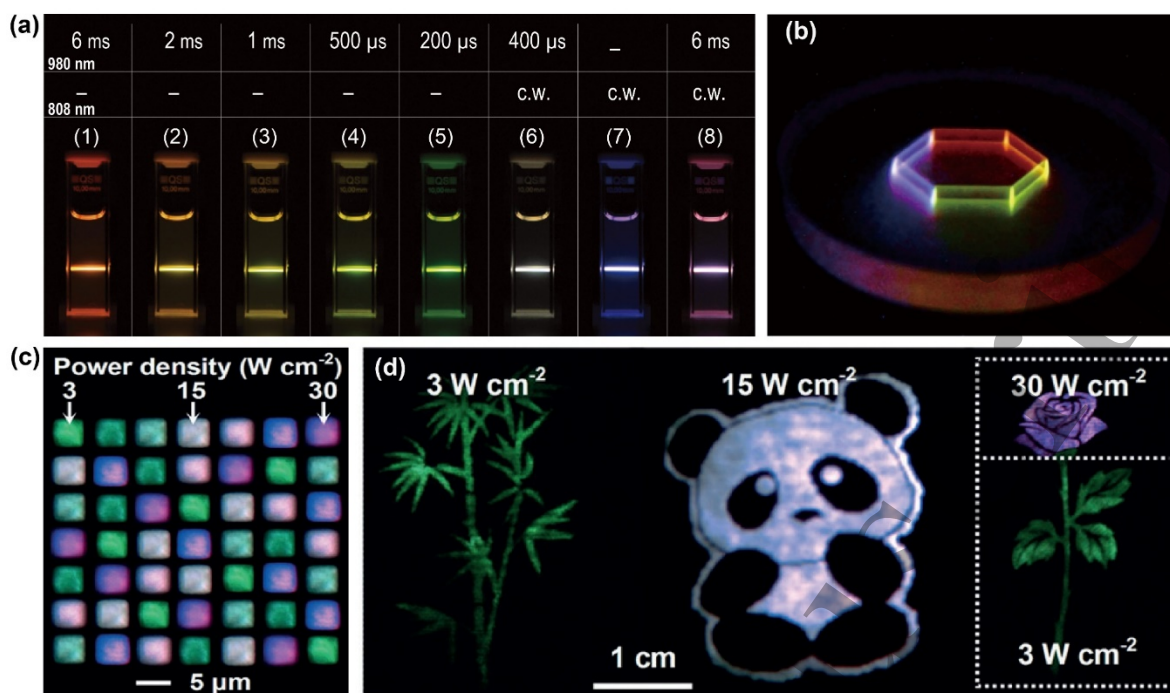 (a)
6 ms 2 ms 1 ms 500 μs 200 μs 400 μs – 6 ms
980 nm
– – – – – c.w. c.w. c.w.
808 nm
(1) (2) (3) (4) (5) (6) (7) (8)
(b)
(c)
Power density (W cm-2)
3 15 30
5 μm
(d)
3 W cm-2
15 W cm-2
30 W cm-2
1 cm
3 W cm-2